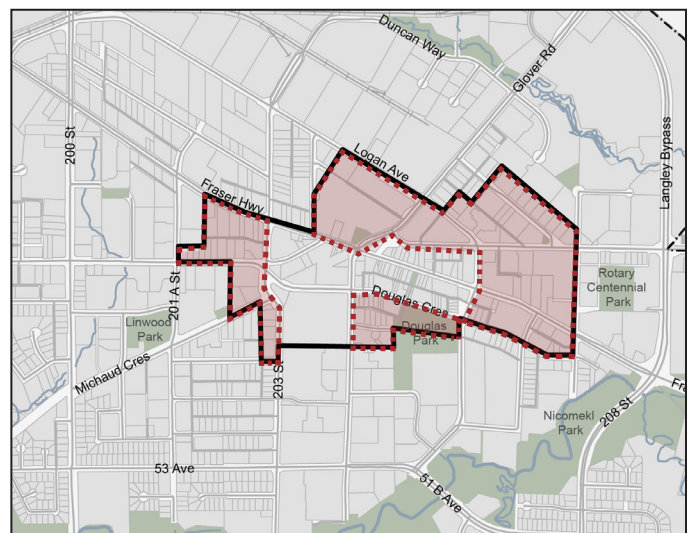 Duncan Way
Glover Rd
Langley Bypass
200 St
Logan Ave
Fraser Hwy
201 A St
Rotary
Centennial
Park
Douglas Cres
Douglas
Park
Linwood
Park
Michaud Cres
203 St
Nicomekl
Park
208 St
Fra
53 Ave
51 B Ave